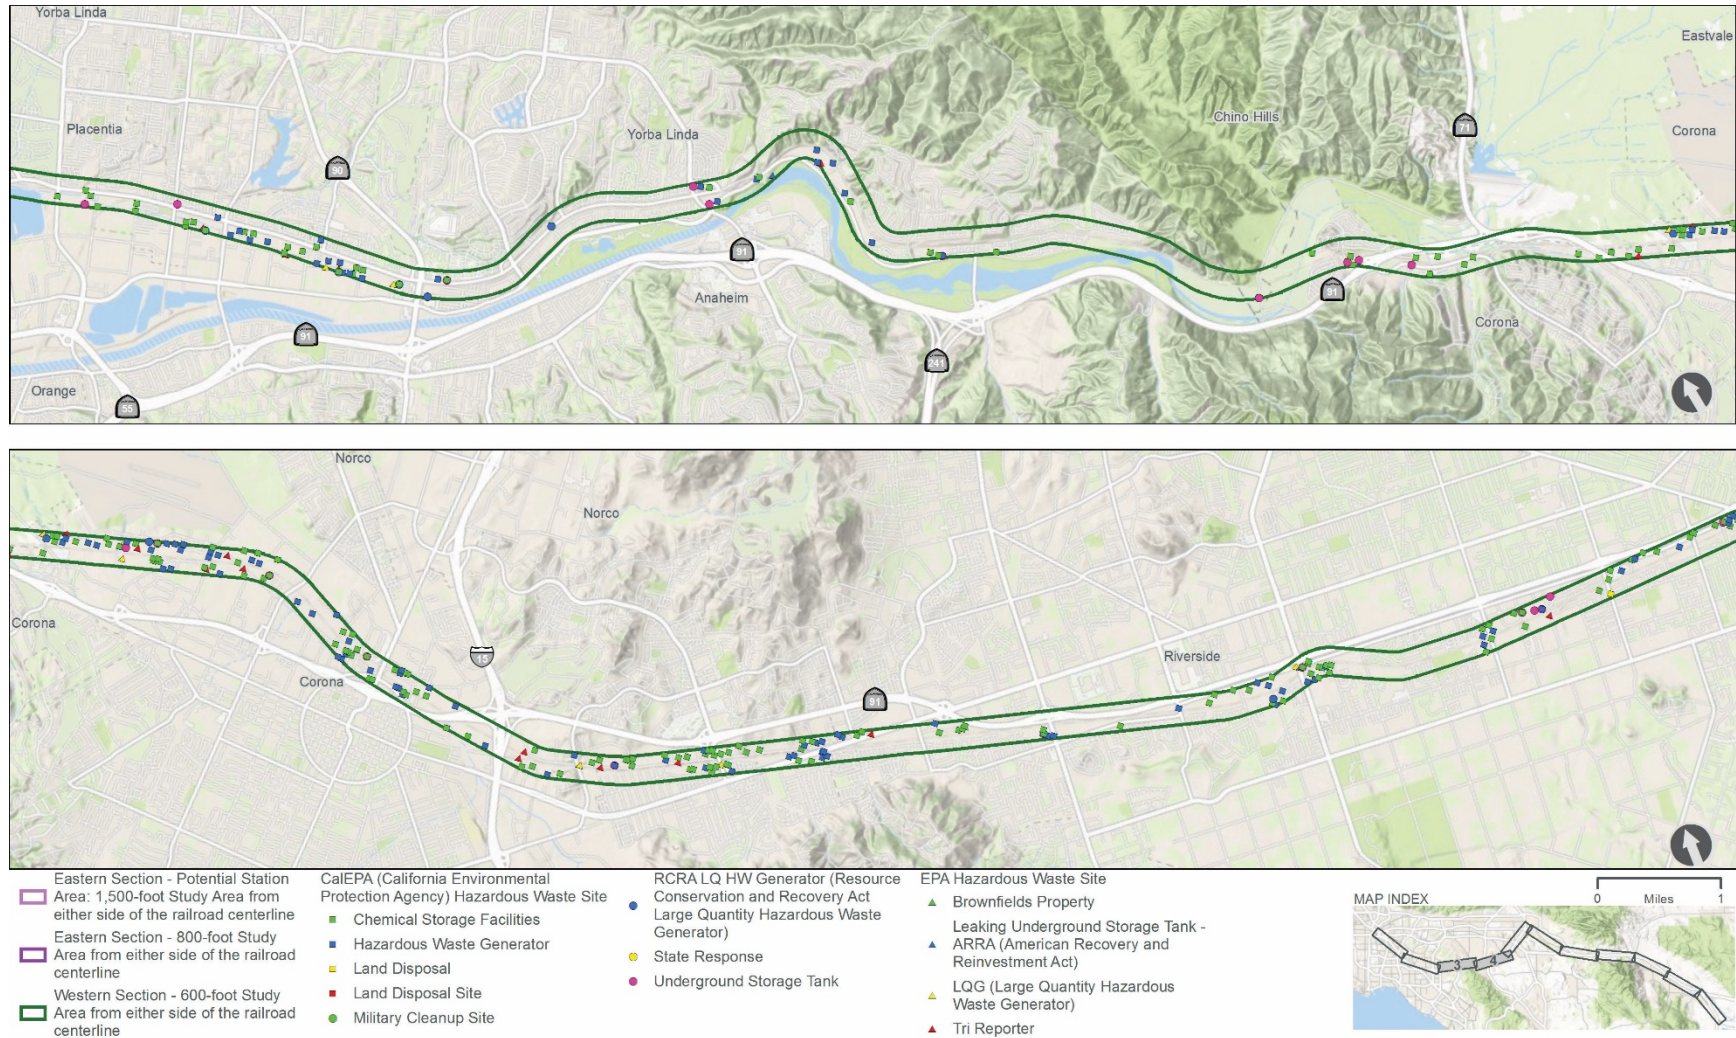 Yorba Linda
Eastvale
Chino Hills
71
Placentia
Yorba Linda
Corona
90
91
Anaheim
91
Corona
91
241
Orange
55
Norco
Norco
Corona
15
Riverside
Corona
91
Eastern Section - Potential Station
Area: 1,500-foot Study Area from
either side of the railroad centerline
Eastern Section - 800-foot Study
Area from either side of the railroad
centerline
Western Section - 600-foot Study
Area from either side of the railroad
centerline
CalEPA (California Environmental
Protection Agency) Hazardous Waste Site
Chemical Storage Facilities
Hazardous Waste Generator
Land Disposal
Land Disposal Site
Military Cleanup Site
RCRA LQ HW Generator (Resource
Conservation and Recovery Act
Large Quantity Hazardous Waste
Generator)
State Response
Underground Storage Tank
EPA Hazardous Waste Site
Brownfields Property
Leaking Underground Storage Tank -
ARRA (American Recovery and
Reinvestment Act)
LQG (Large Quantity Hazardous
Waste Generator)
Tri Reporter
0 Miles 1
MAP INDEX
3 4